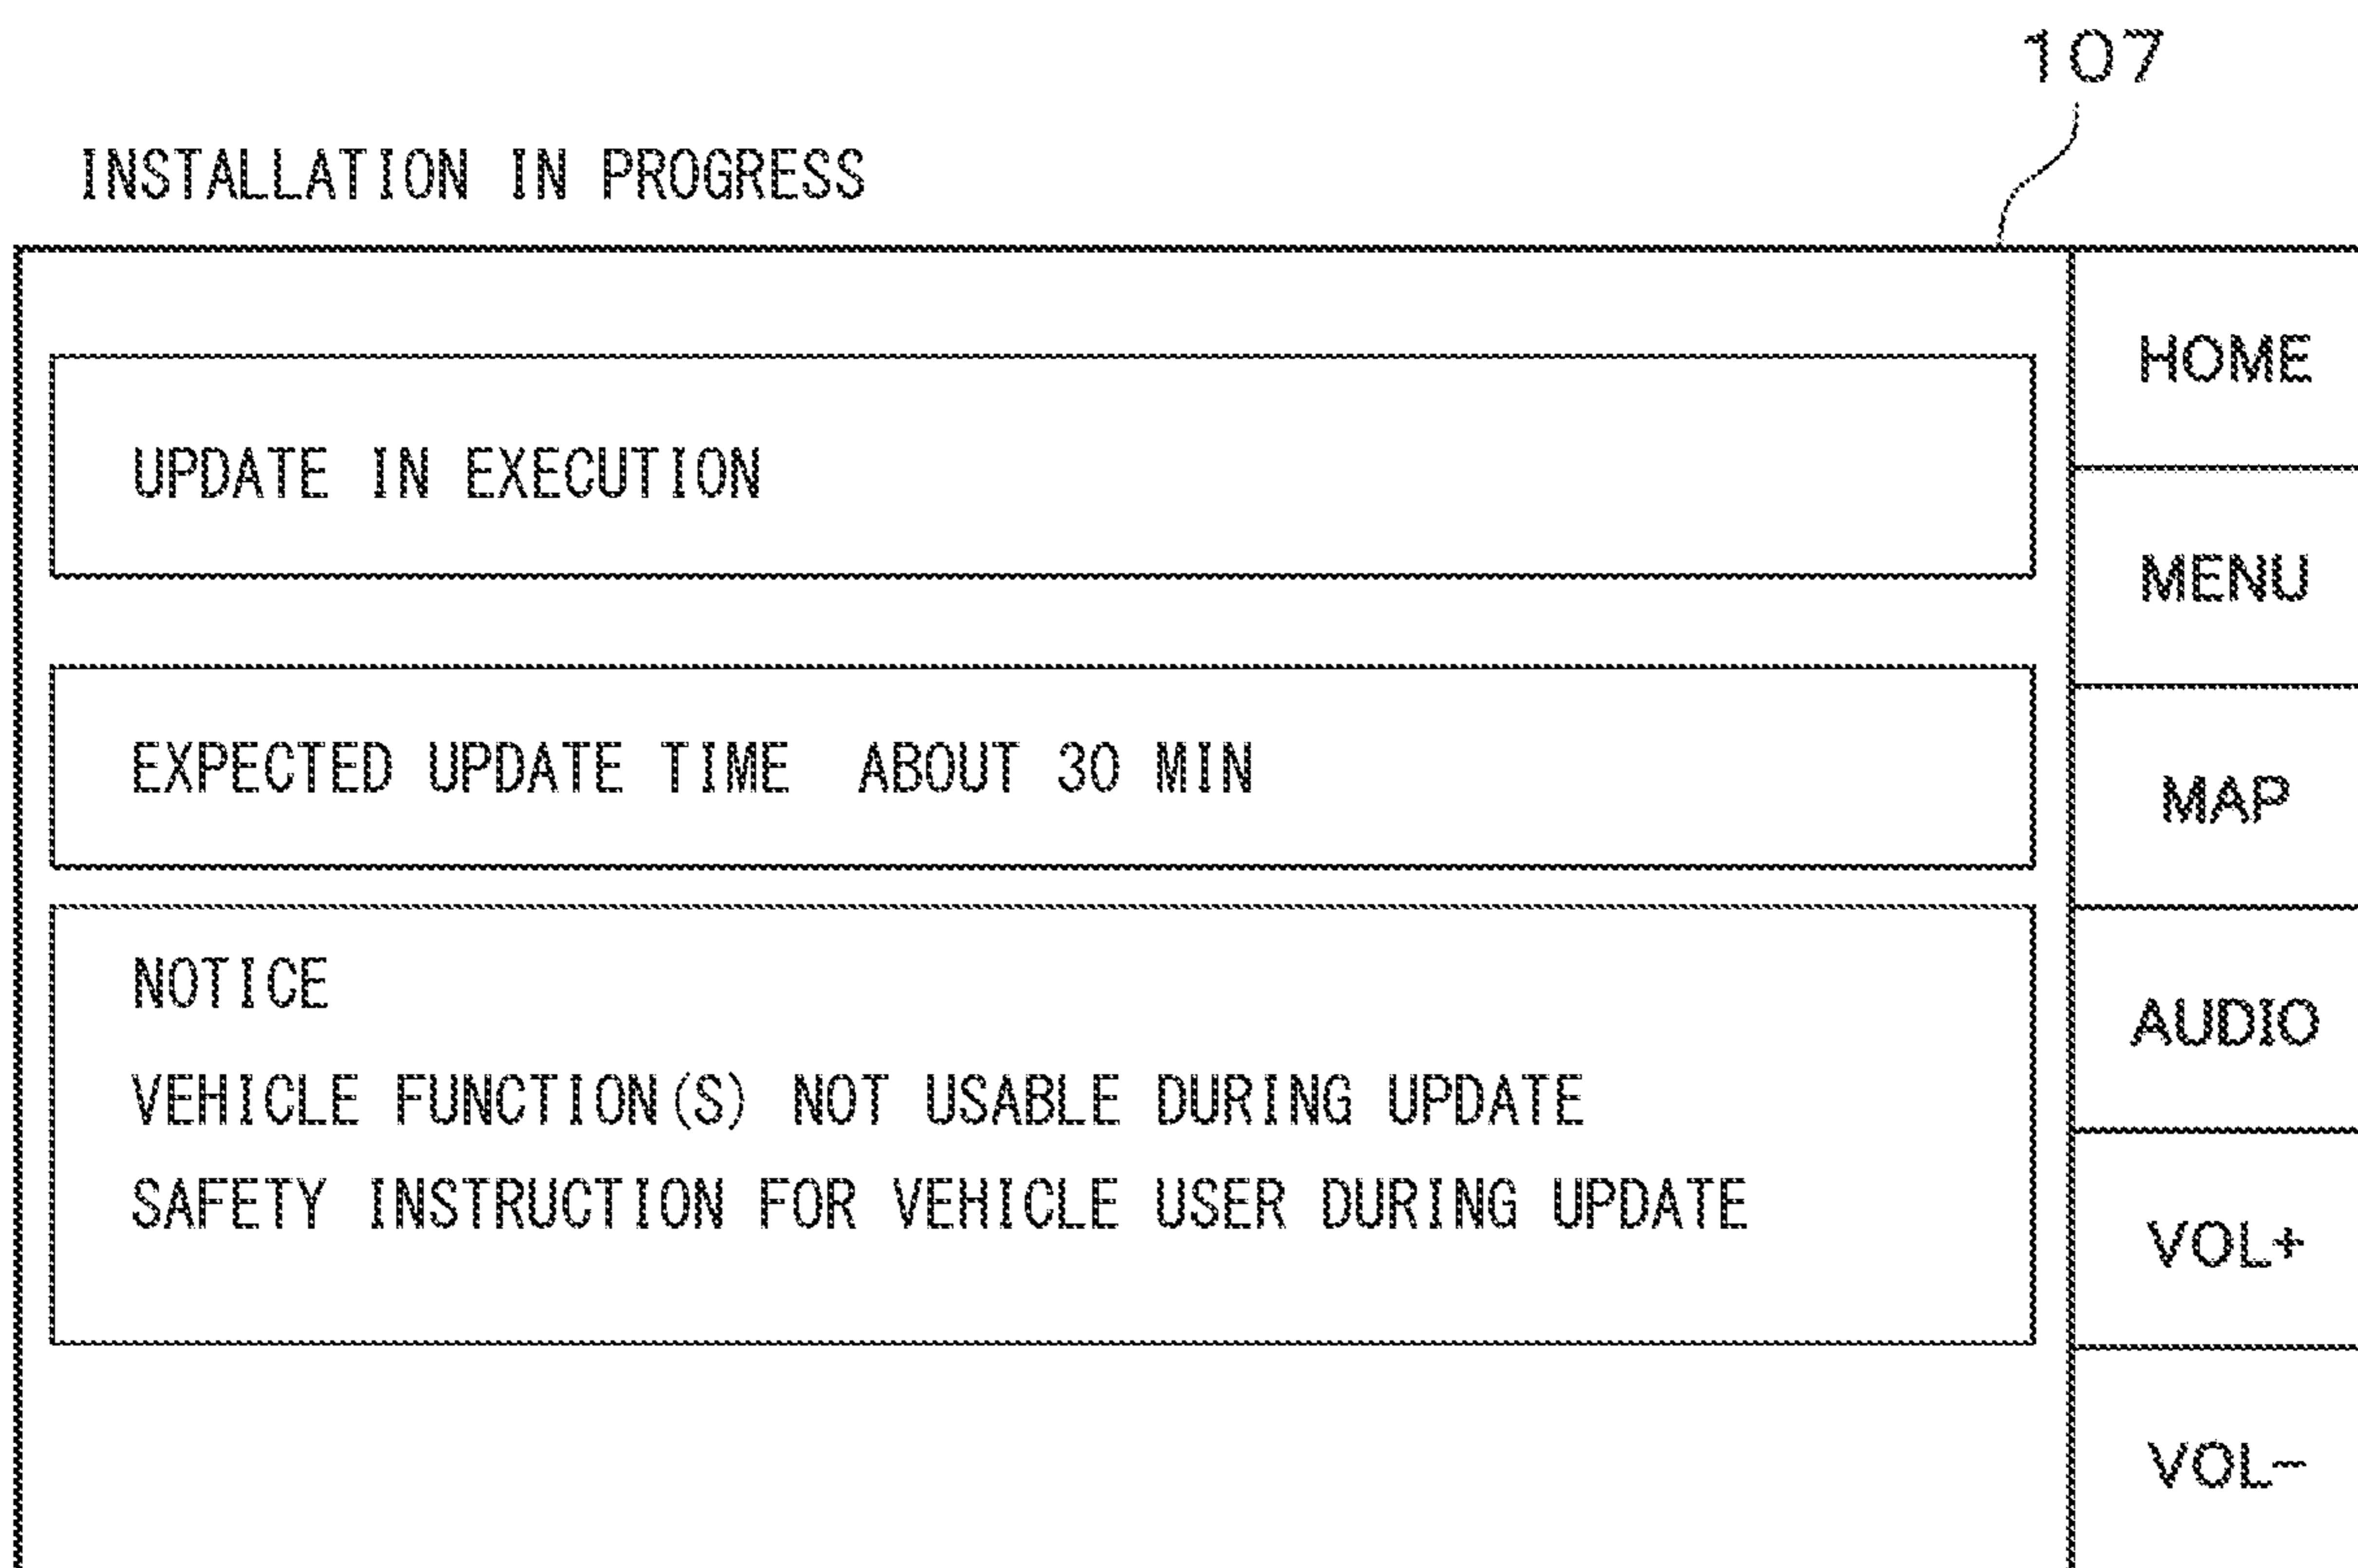 107
INSTALLATION IN PROGRESS
UPDATE IN EXECUTION
EXPECTED UPDATE TIME ABOUT 30 MIN
NOTICE
VEHICLE FUNCTION(S) NOT USABLE DURING UPDATE
SAFETY INSTRUCTION FOR VEHICLE USER DURING UPDATE
HOME
MENU
MAP
AUDIO
VOL+
VOL-